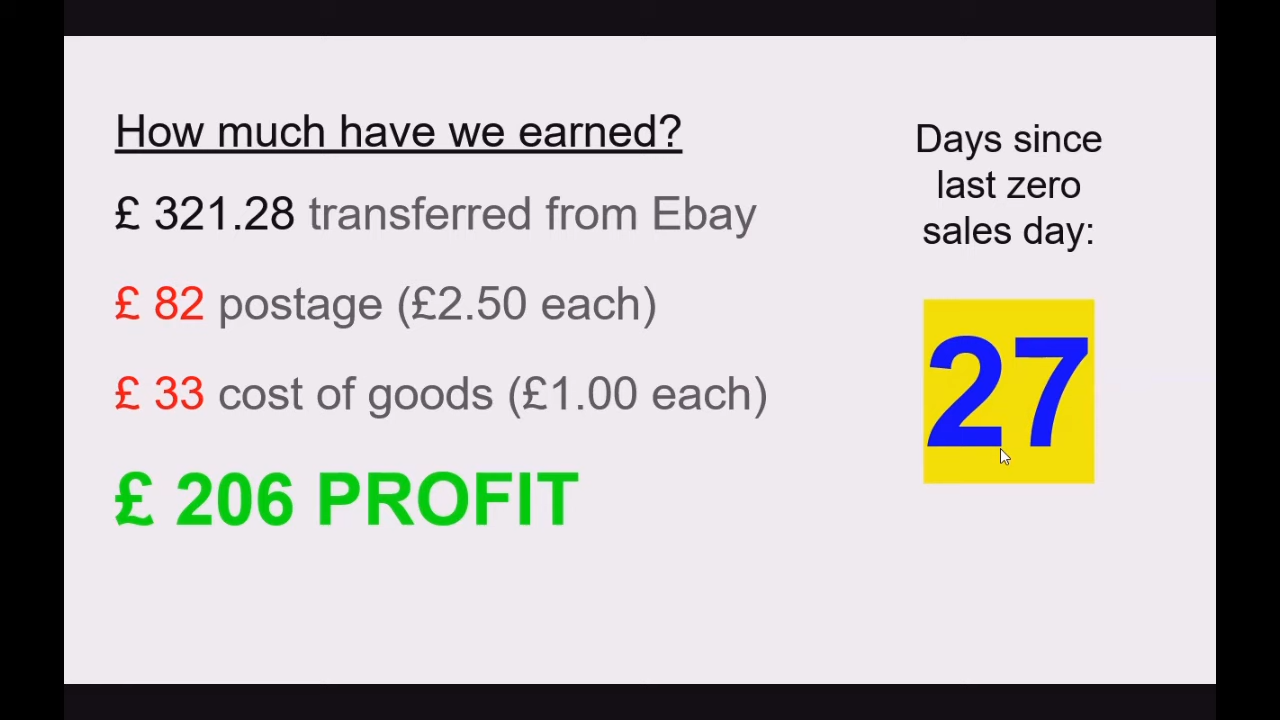 How much have we earned?
£ 321.28 transferred from Ebay
£ 82 postage (£2.50 each)
£ 33 cost of goods (£1.00 each)
£ 206 PROFIT
Days since
last zero
sales day:
27